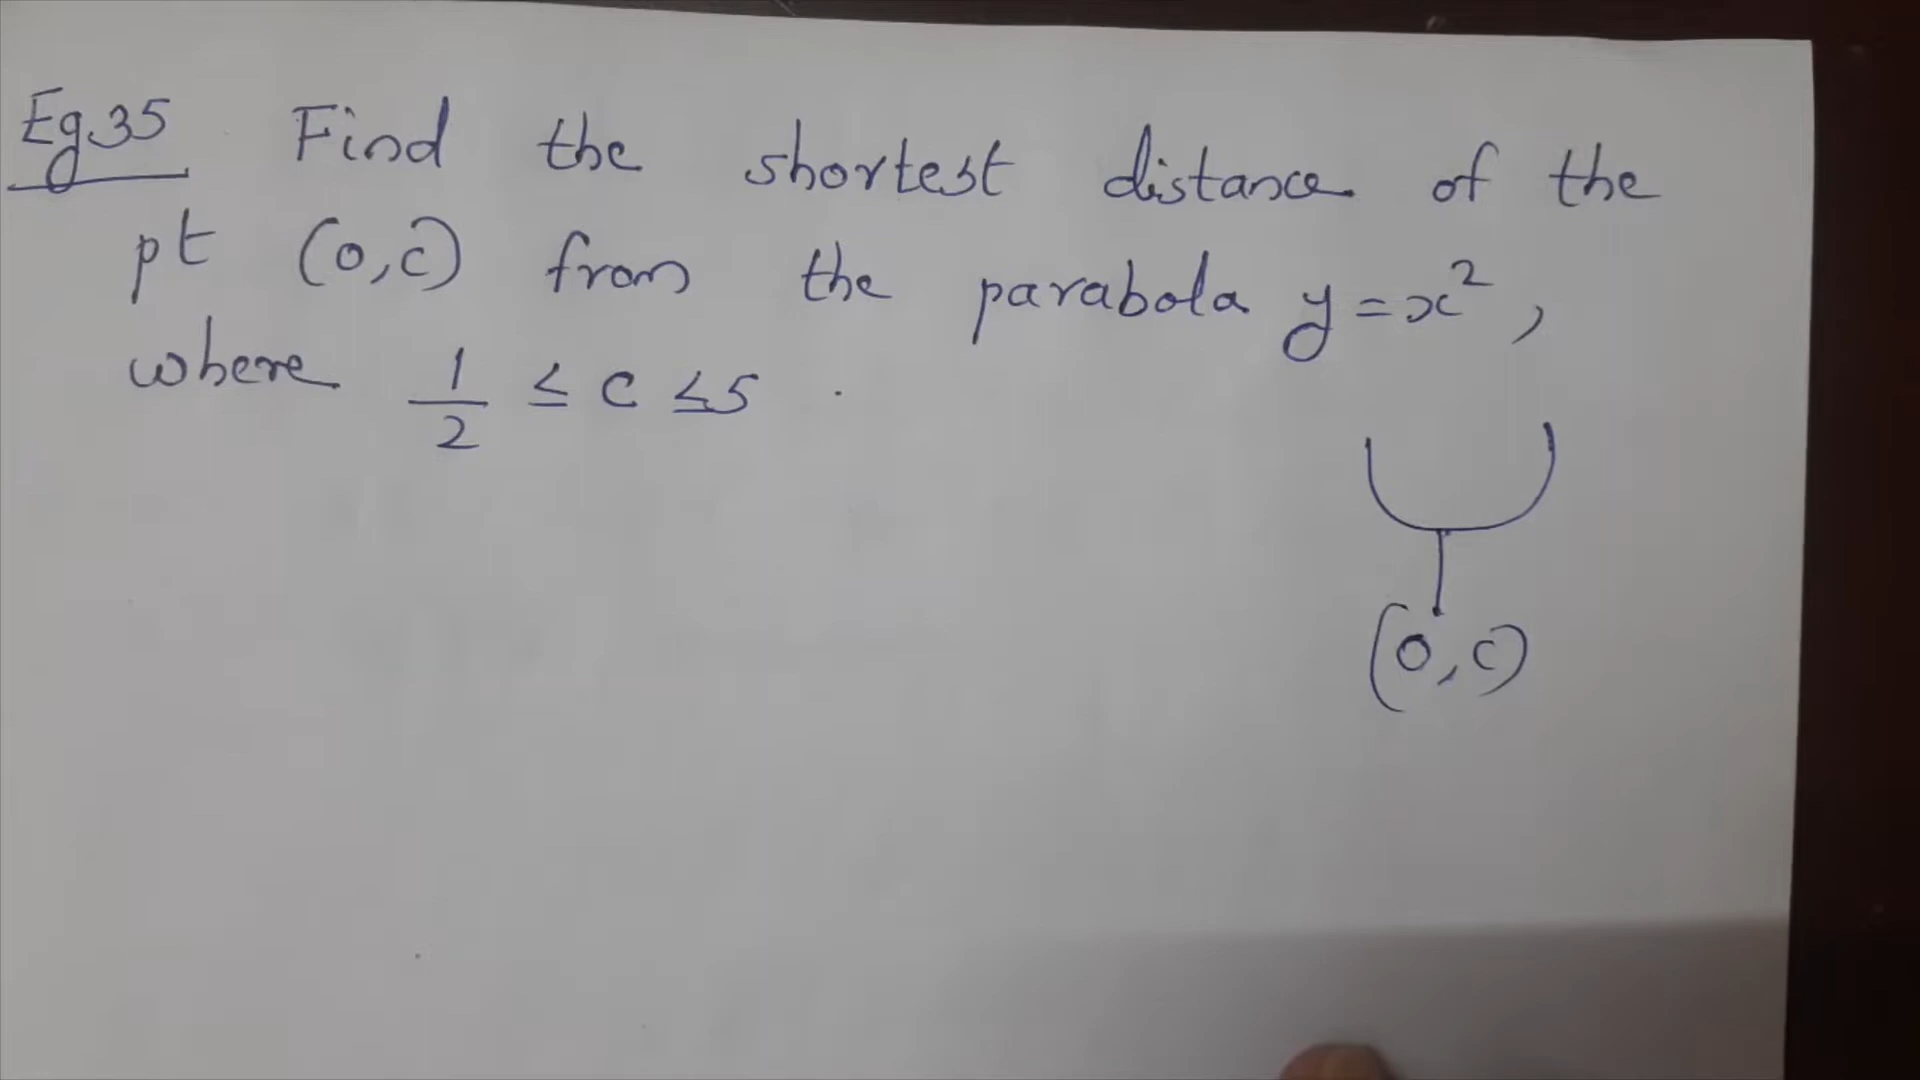 Eg.35 Find the shortest distance of the
pt (0,c) from the parabola y=x²,
where 1/2 ≤ c ≤5 .
(0,c)